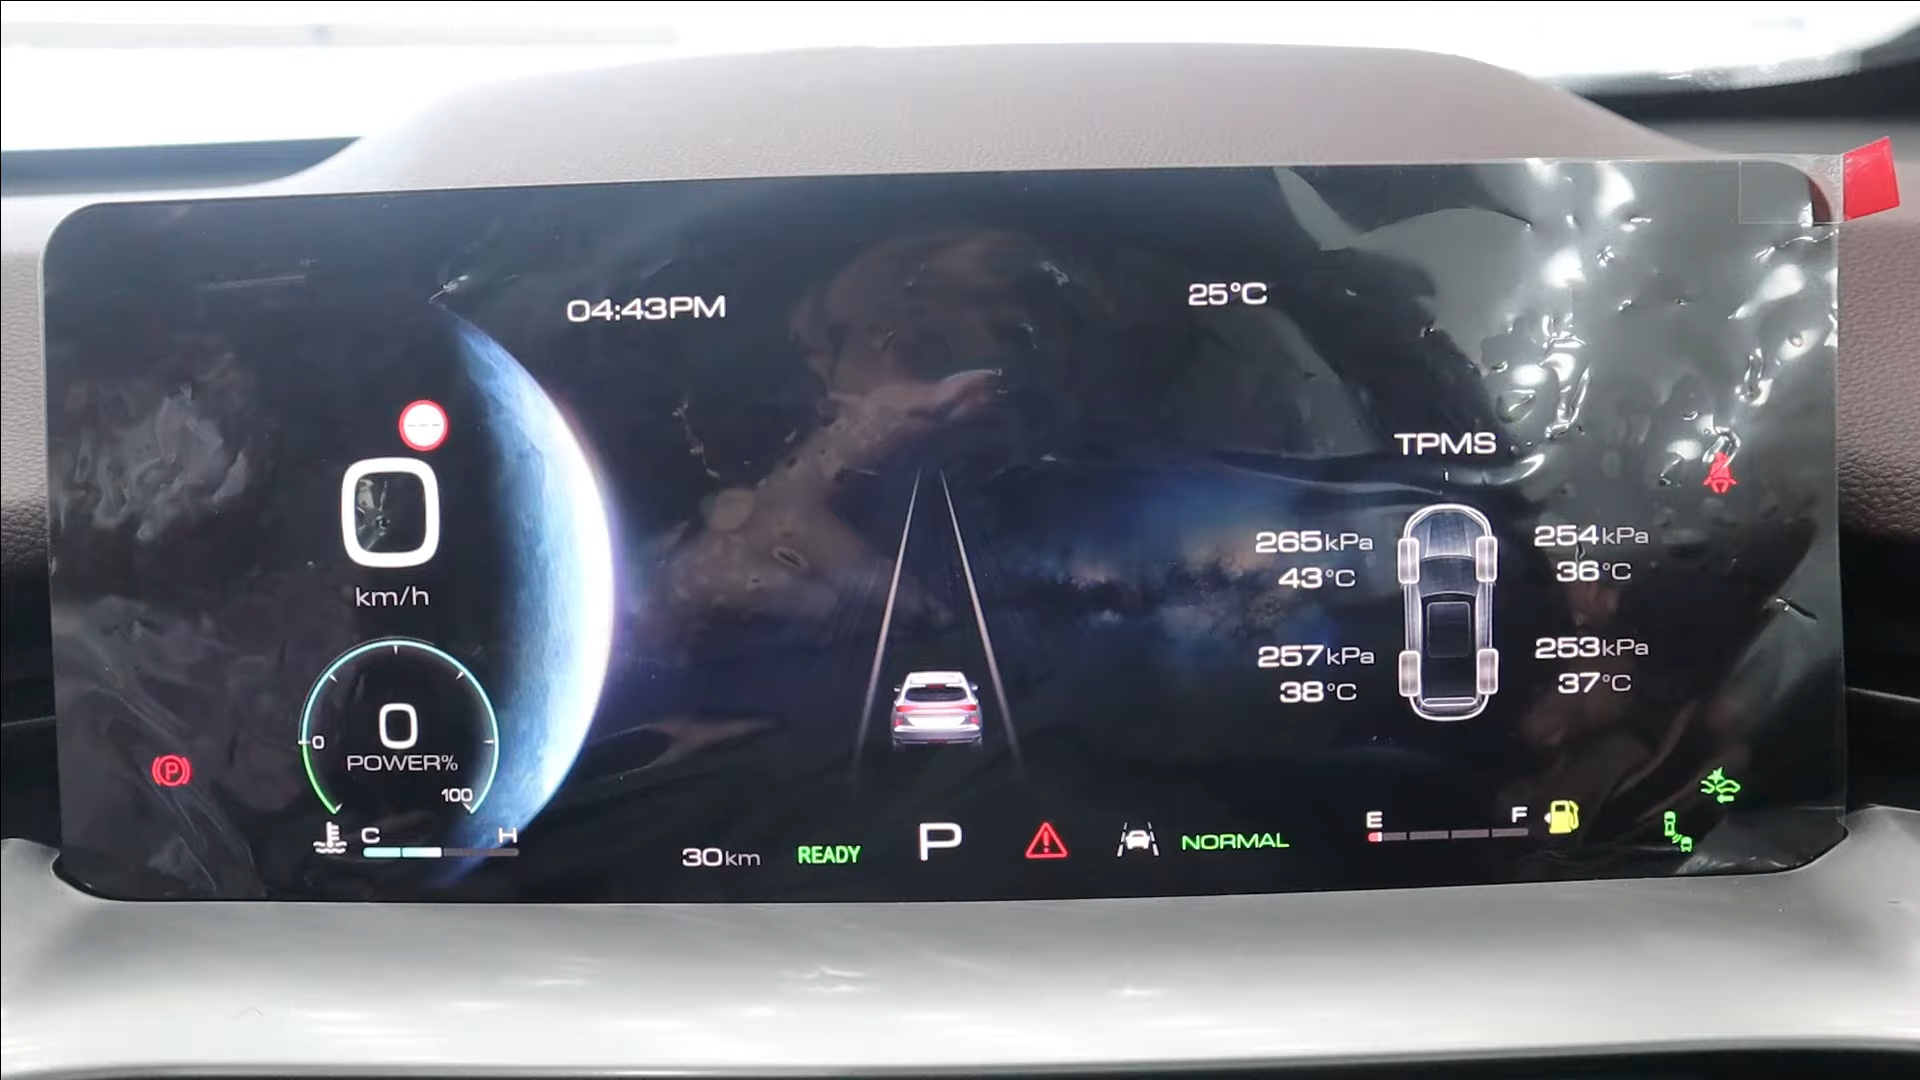 04:43PM
25°C
0
km/h
TPMS
265kPa
43°C
254kPa
36°C
257kPa
38°C
253kPa
37°C
0
0
POWER%
100
P
C
H
30km
READY
P
NORMAL
E
F